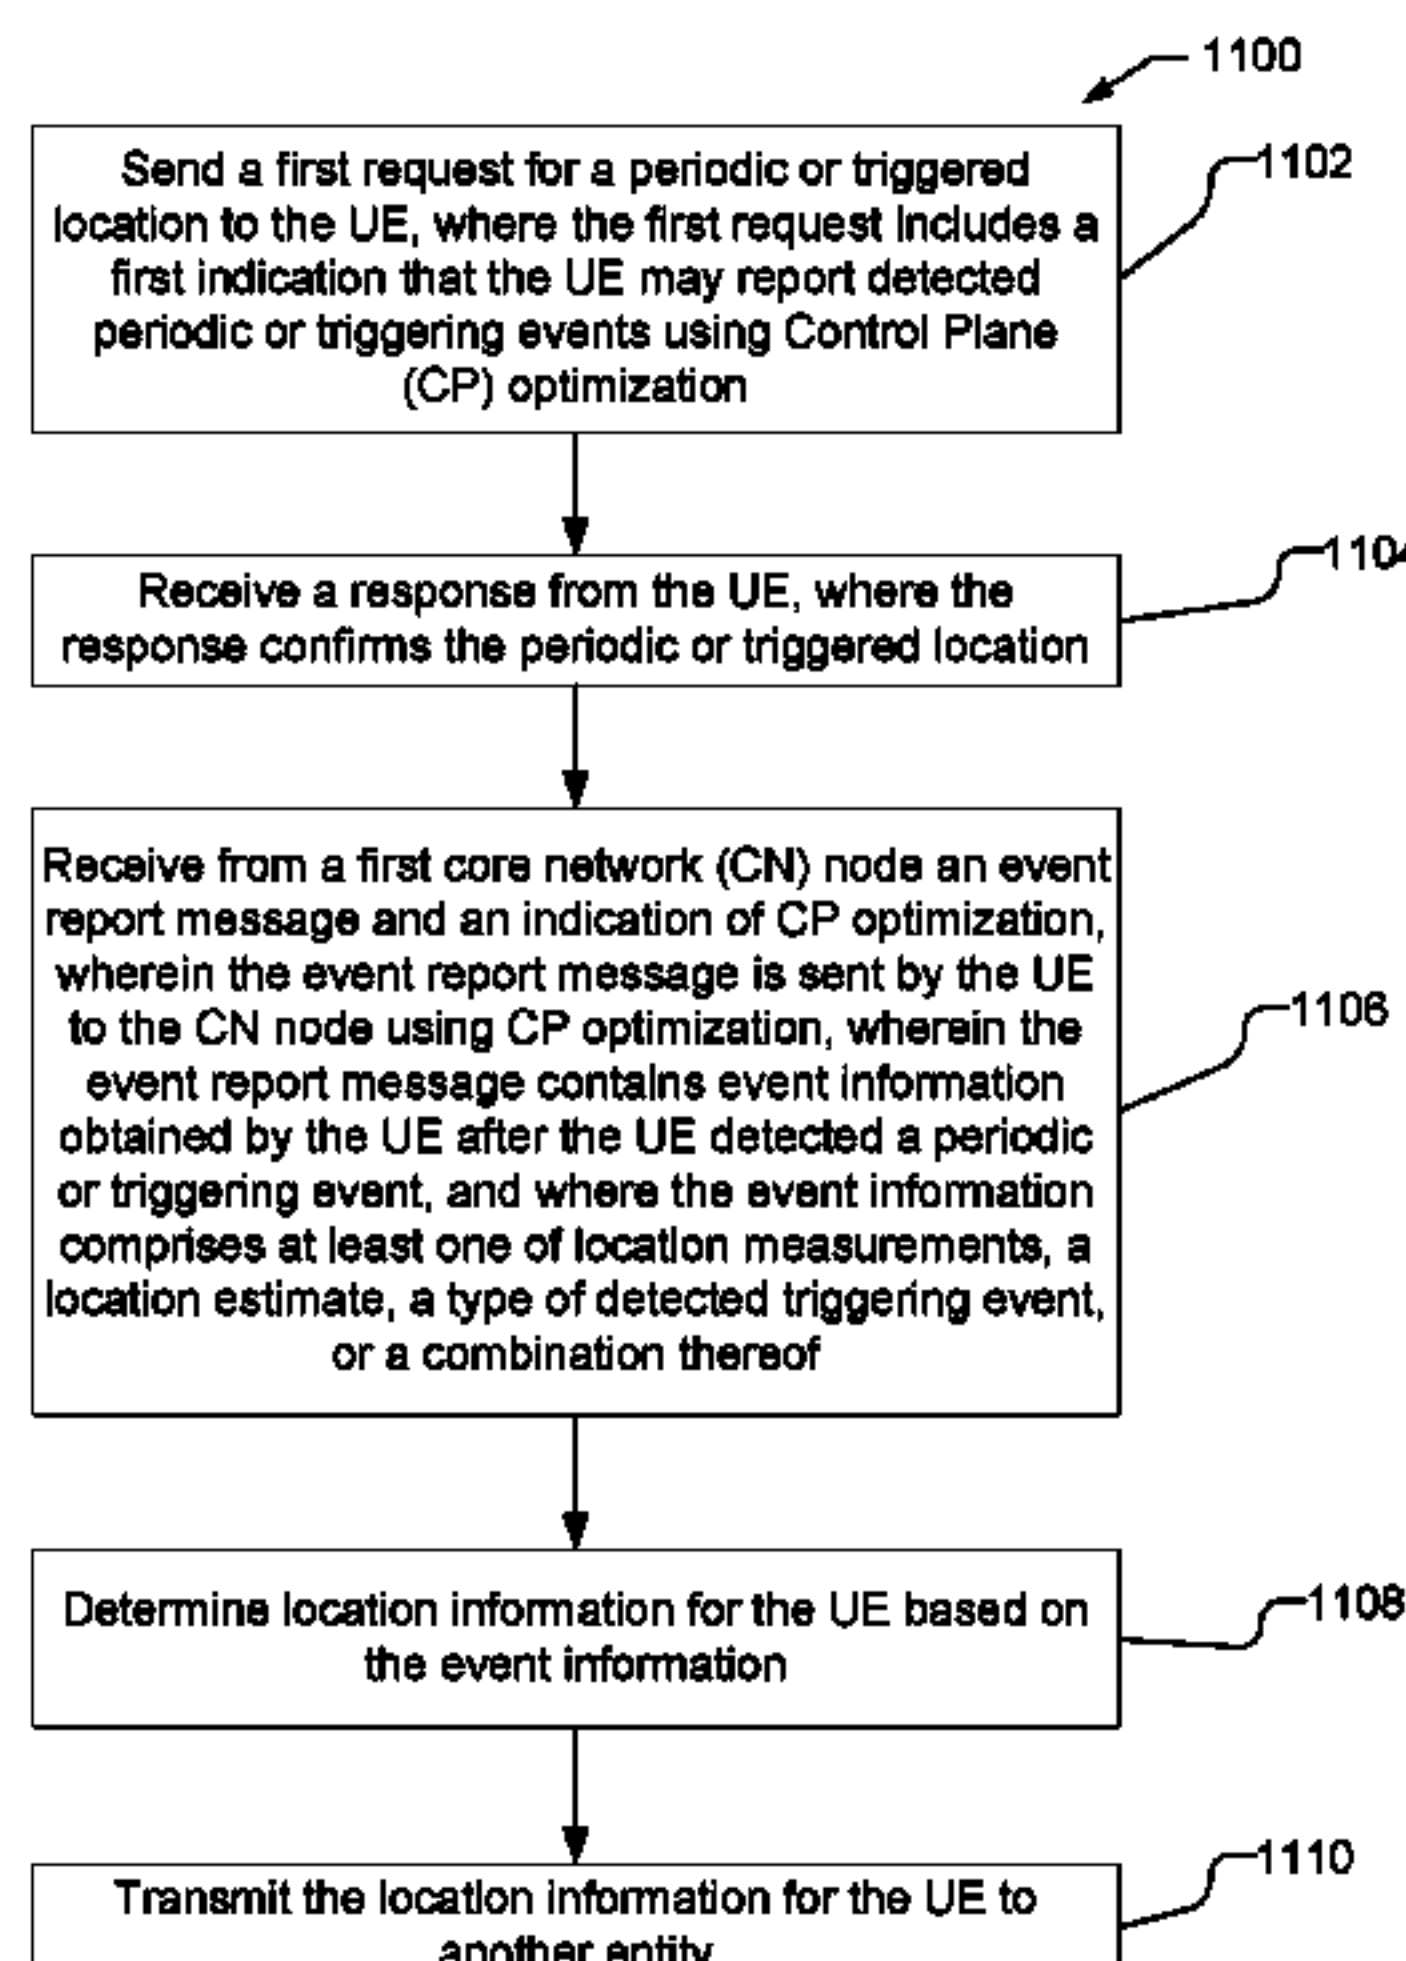 1100
Send a first request for a periodic or triggered
location to the UE, where the first request includes a
first indication that the UE may report detected
periodic or triggering events using Control Plane
(CP) optimization
1102
Receive a response from the UE, where the
response confirms the periodic or triggered location
1104
Receive from a first core network (CN) node an event
report message and an indication of CP optimization,
wherein the event report message is sent by the UE
to the CN node using CP optimization, wherein the
event report message contains event information
obtained by the UE after the UE detected a periodic
or triggering event, and where the event information
comprises at least one of location measurements, a
location estimate, a type of detected triggering event,
or a combination thereof
1106
Determine location information for the UE based on
the event information
1108
Transmit the location information for the UE to
another entity
1110